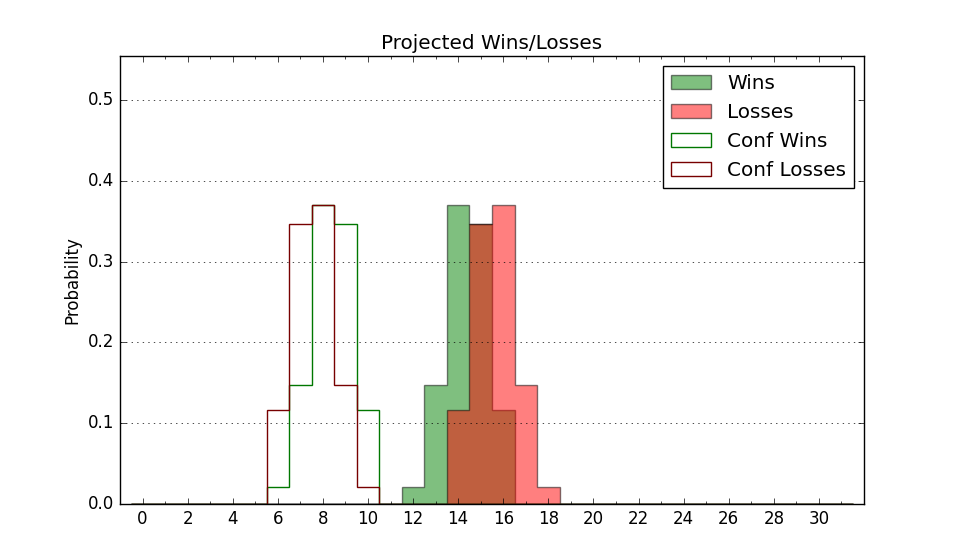 Projected Wins/Losses
Wins
Losses
Conf Wins
Conf Losses
Probability
0.5
0.4
0.3
0.2
0.1
0.0
0 2 4 6 8 10 12 14 16 18 20 22 24 26 28 30